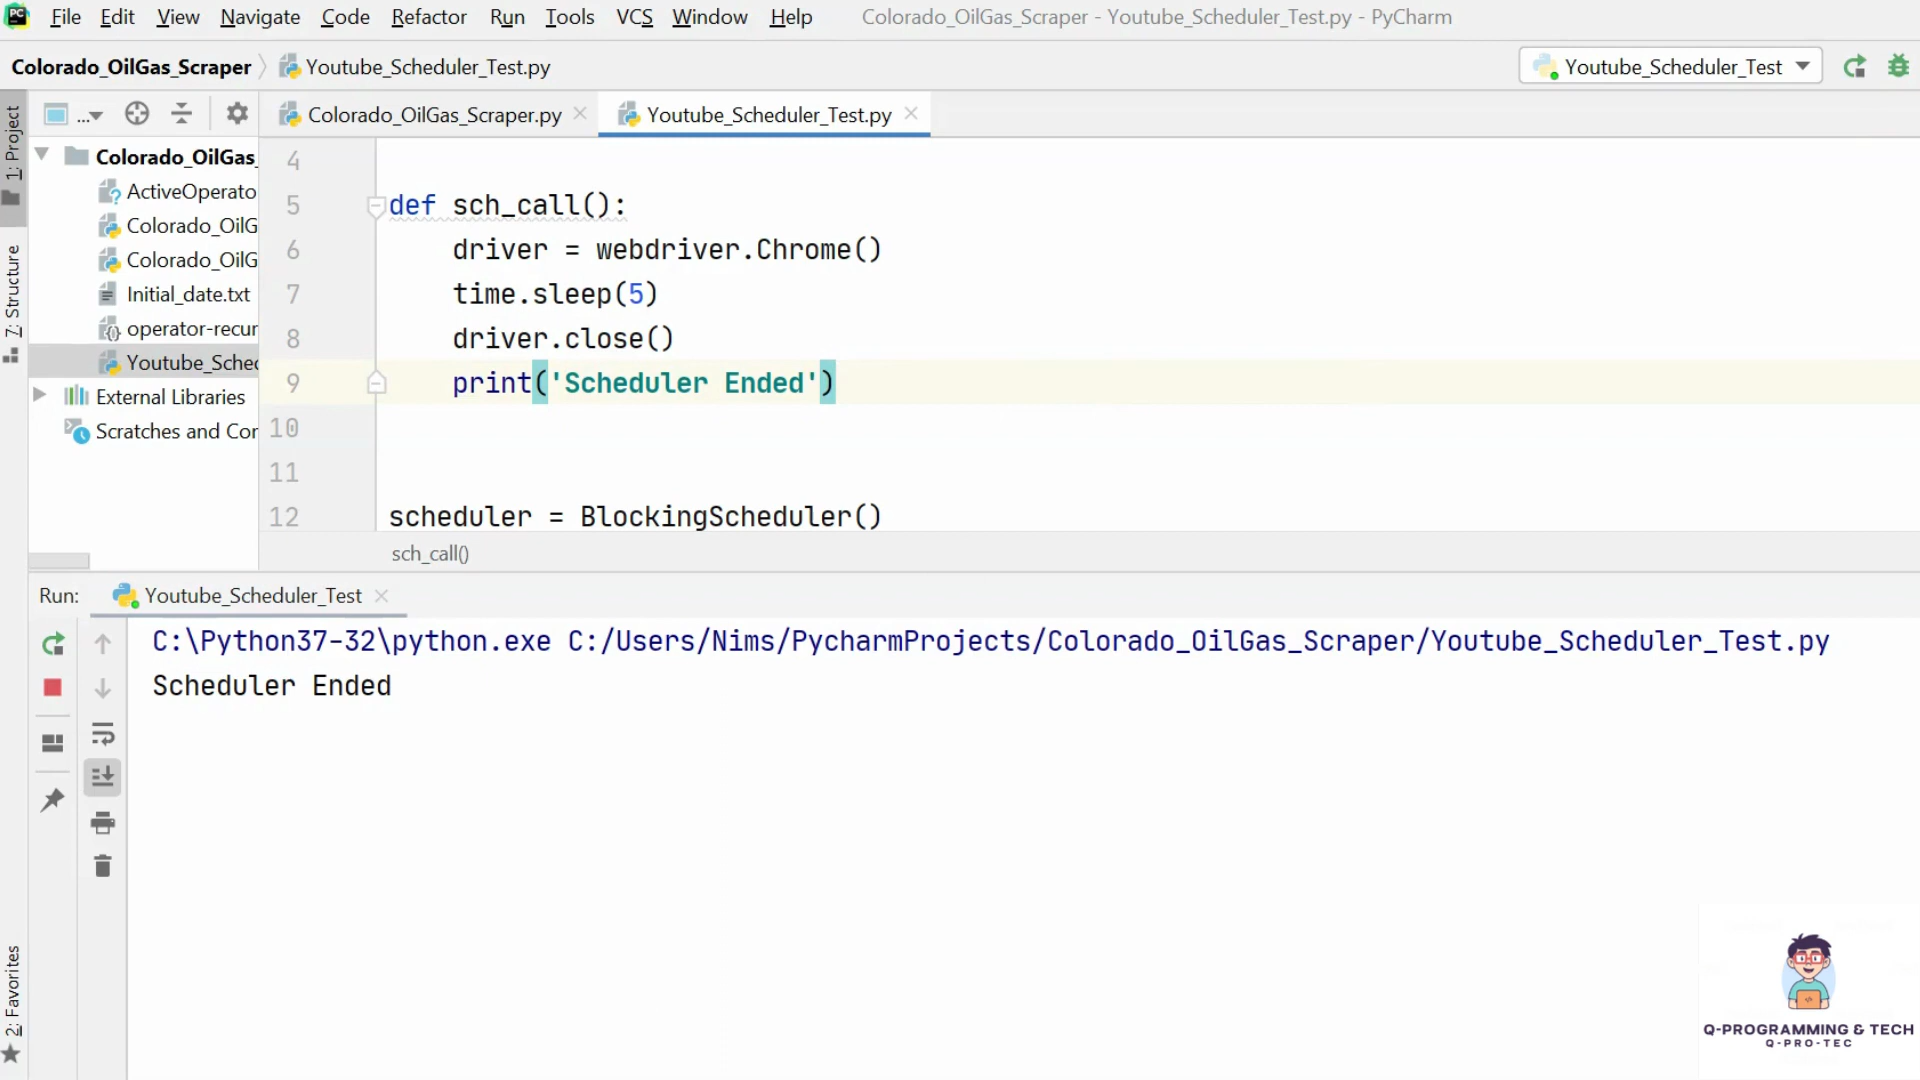 File Edit View Navigate Code Refactor Run Tools VCS Window Help Colorado_OilGas_Scraper - Youtube_Scheduler_Test.py - PyCharm
Colorado_OilGas_Scraper Youtube_Scheduler_Test.py Youtube_Scheduler_Test
... Colorado_OilGas_Scraper.py Youtube_Scheduler_Test.py
1: Project
7: Structure
2: Favorites
Colorado_OilGas_
ActiveOperato
Colorado_OilG
Colorado_OilG
Initial_date.txt
operator-recur
Youtube_Sched
External Libraries
Scratches and Con
4
5 def sch_call():
6 driver = webdriver.Chrome()
7 time.sleep(5)
8 driver.close()
9 print('Scheduler Ended')
10
11
12 scheduler = BlockingScheduler()
sch_call()
Run: Youtube_Scheduler_Test
C:\Python37-32\python.exe C:/Users/Nims/PycharmProjects/Colorado_OilGas_Scraper/Youtube_Scheduler_Test.py
Scheduler Ended
Q-PROGRAMMING & TECH
Q-PRO-TEC